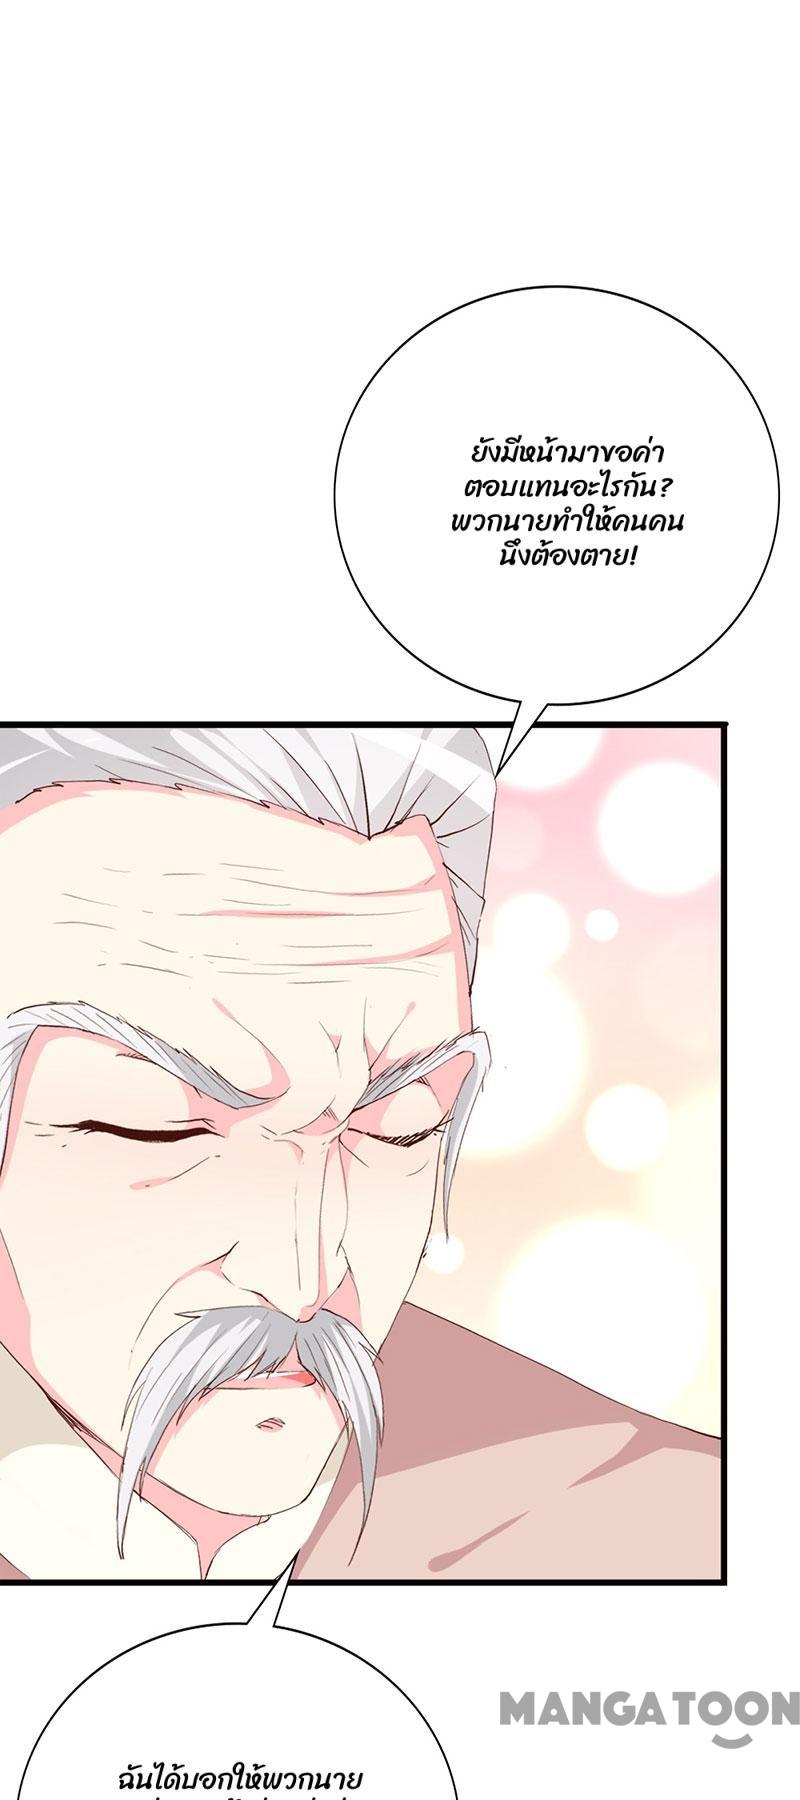 ยังมีหน้ามาขอค่า
ตอบแทนอะไรกัน?
พวกนายทำให้คนคน
นึงต้องตาย!
MANGATOON
ฉันได้บอกให้พวกนาย